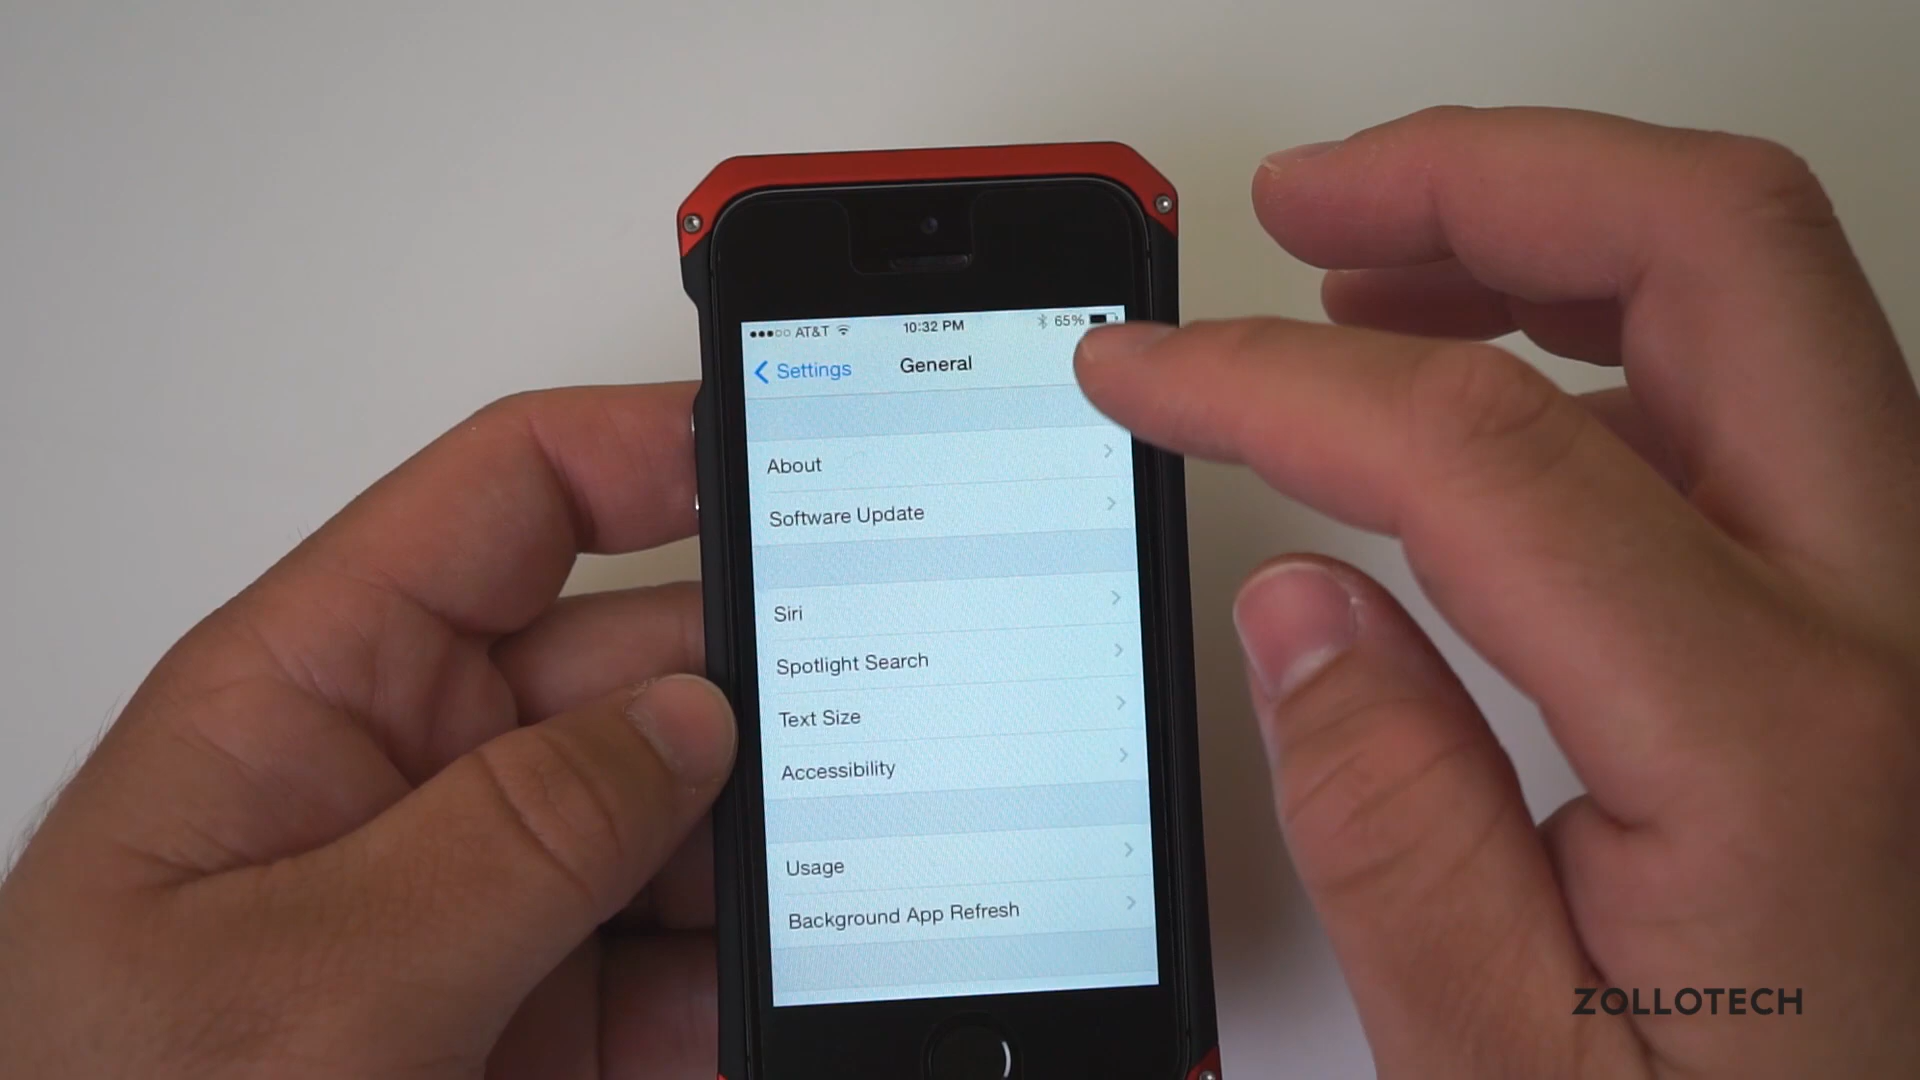 AT&T 10:32 PM 65%
Settings General
About
Software Update
Siri
Spotlight Search
Text Size
Accessibility
Usage
Background App Refresh
ZOLLOTECH